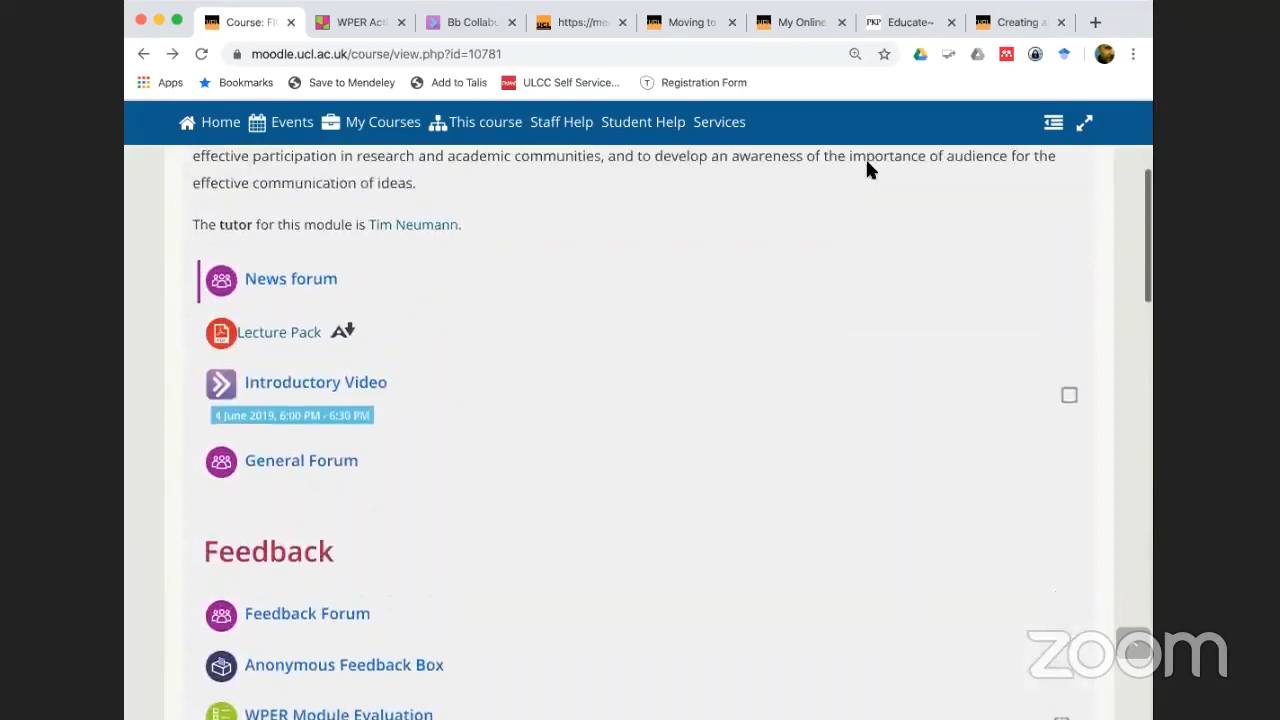 Course: FI
WPER Acti
Bb Collabu
https://mo
Moving to
My Online
PKP Educate~
Creating a
moodle.ucl.ac.uk/course/view.php?id=10781
Apps Bookmarks Save to Mendeley Add to Talis ULCC Self Service... Registration Form
Home Events My Courses This course Staff Help Student Help Services
effective participation in research and academic communities, and to develop an awareness of the importance of audience for the
effective communication of ideas.
The tutor for this module is Tim Neumann.
News forum
Lecture Pack
Introductory Video
4 June 2019, 6:00 PM - 6:30 PM
General Forum
Feedback
Feedback Forum
Anonymous Feedback Box
WPER Module Evaluation
zoom